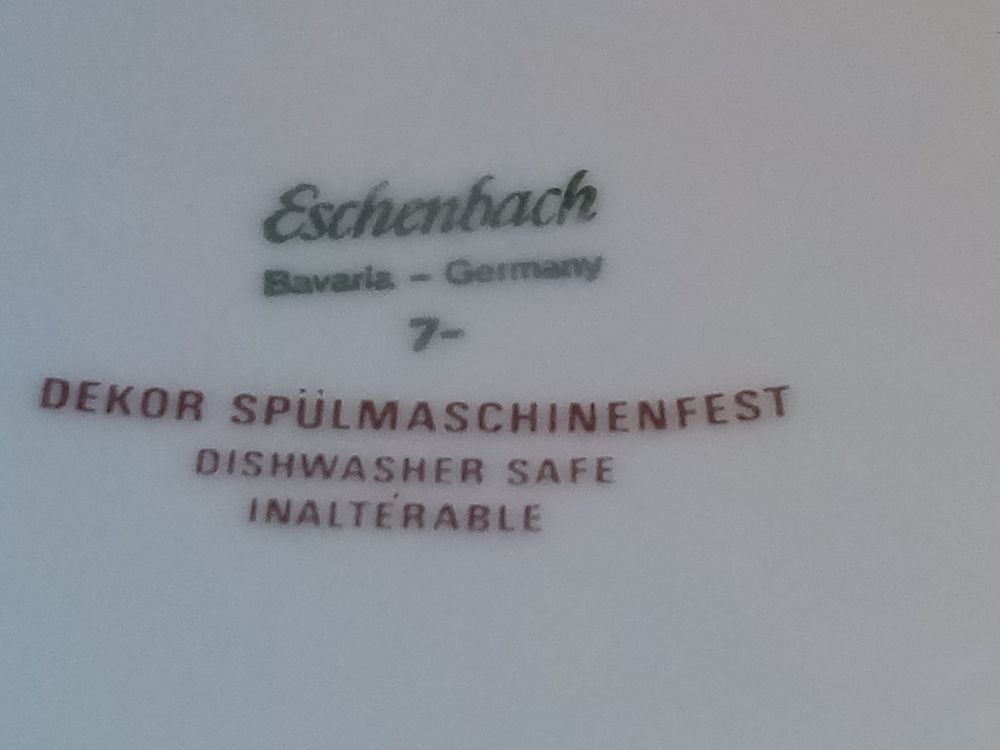 Eschenbach
Bavaria - Germany
7-
DEKOR SPÜLMASCHINENFEST
DISHWASHER SAFE
INALTÉRABLE